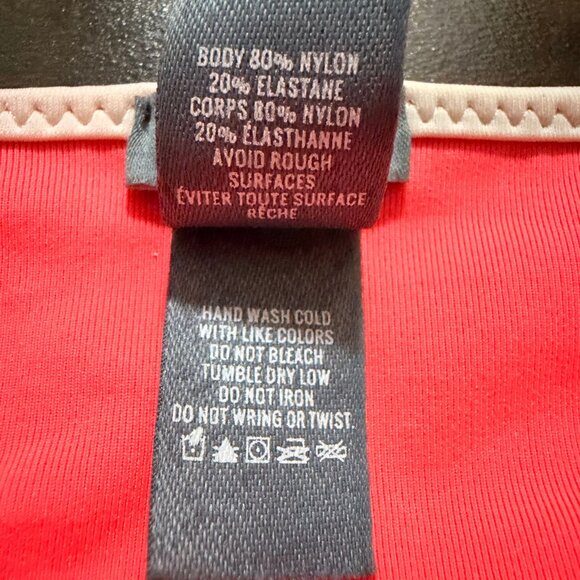 BODY 80% NYLON
20% ELASTANE
CORPS 80% NYLON
20% ÉLASTHANNE
AVOID ROUGH
SURFACES
ÉVITER TOUTE SURFACE
RÊCHE
HAND WASH COLD
WITH LIKE COLORS
DO NOT BLEACH
TUMBLE DRY LOW
DO NOT IRON
DO NOT WRING OR TWIST.